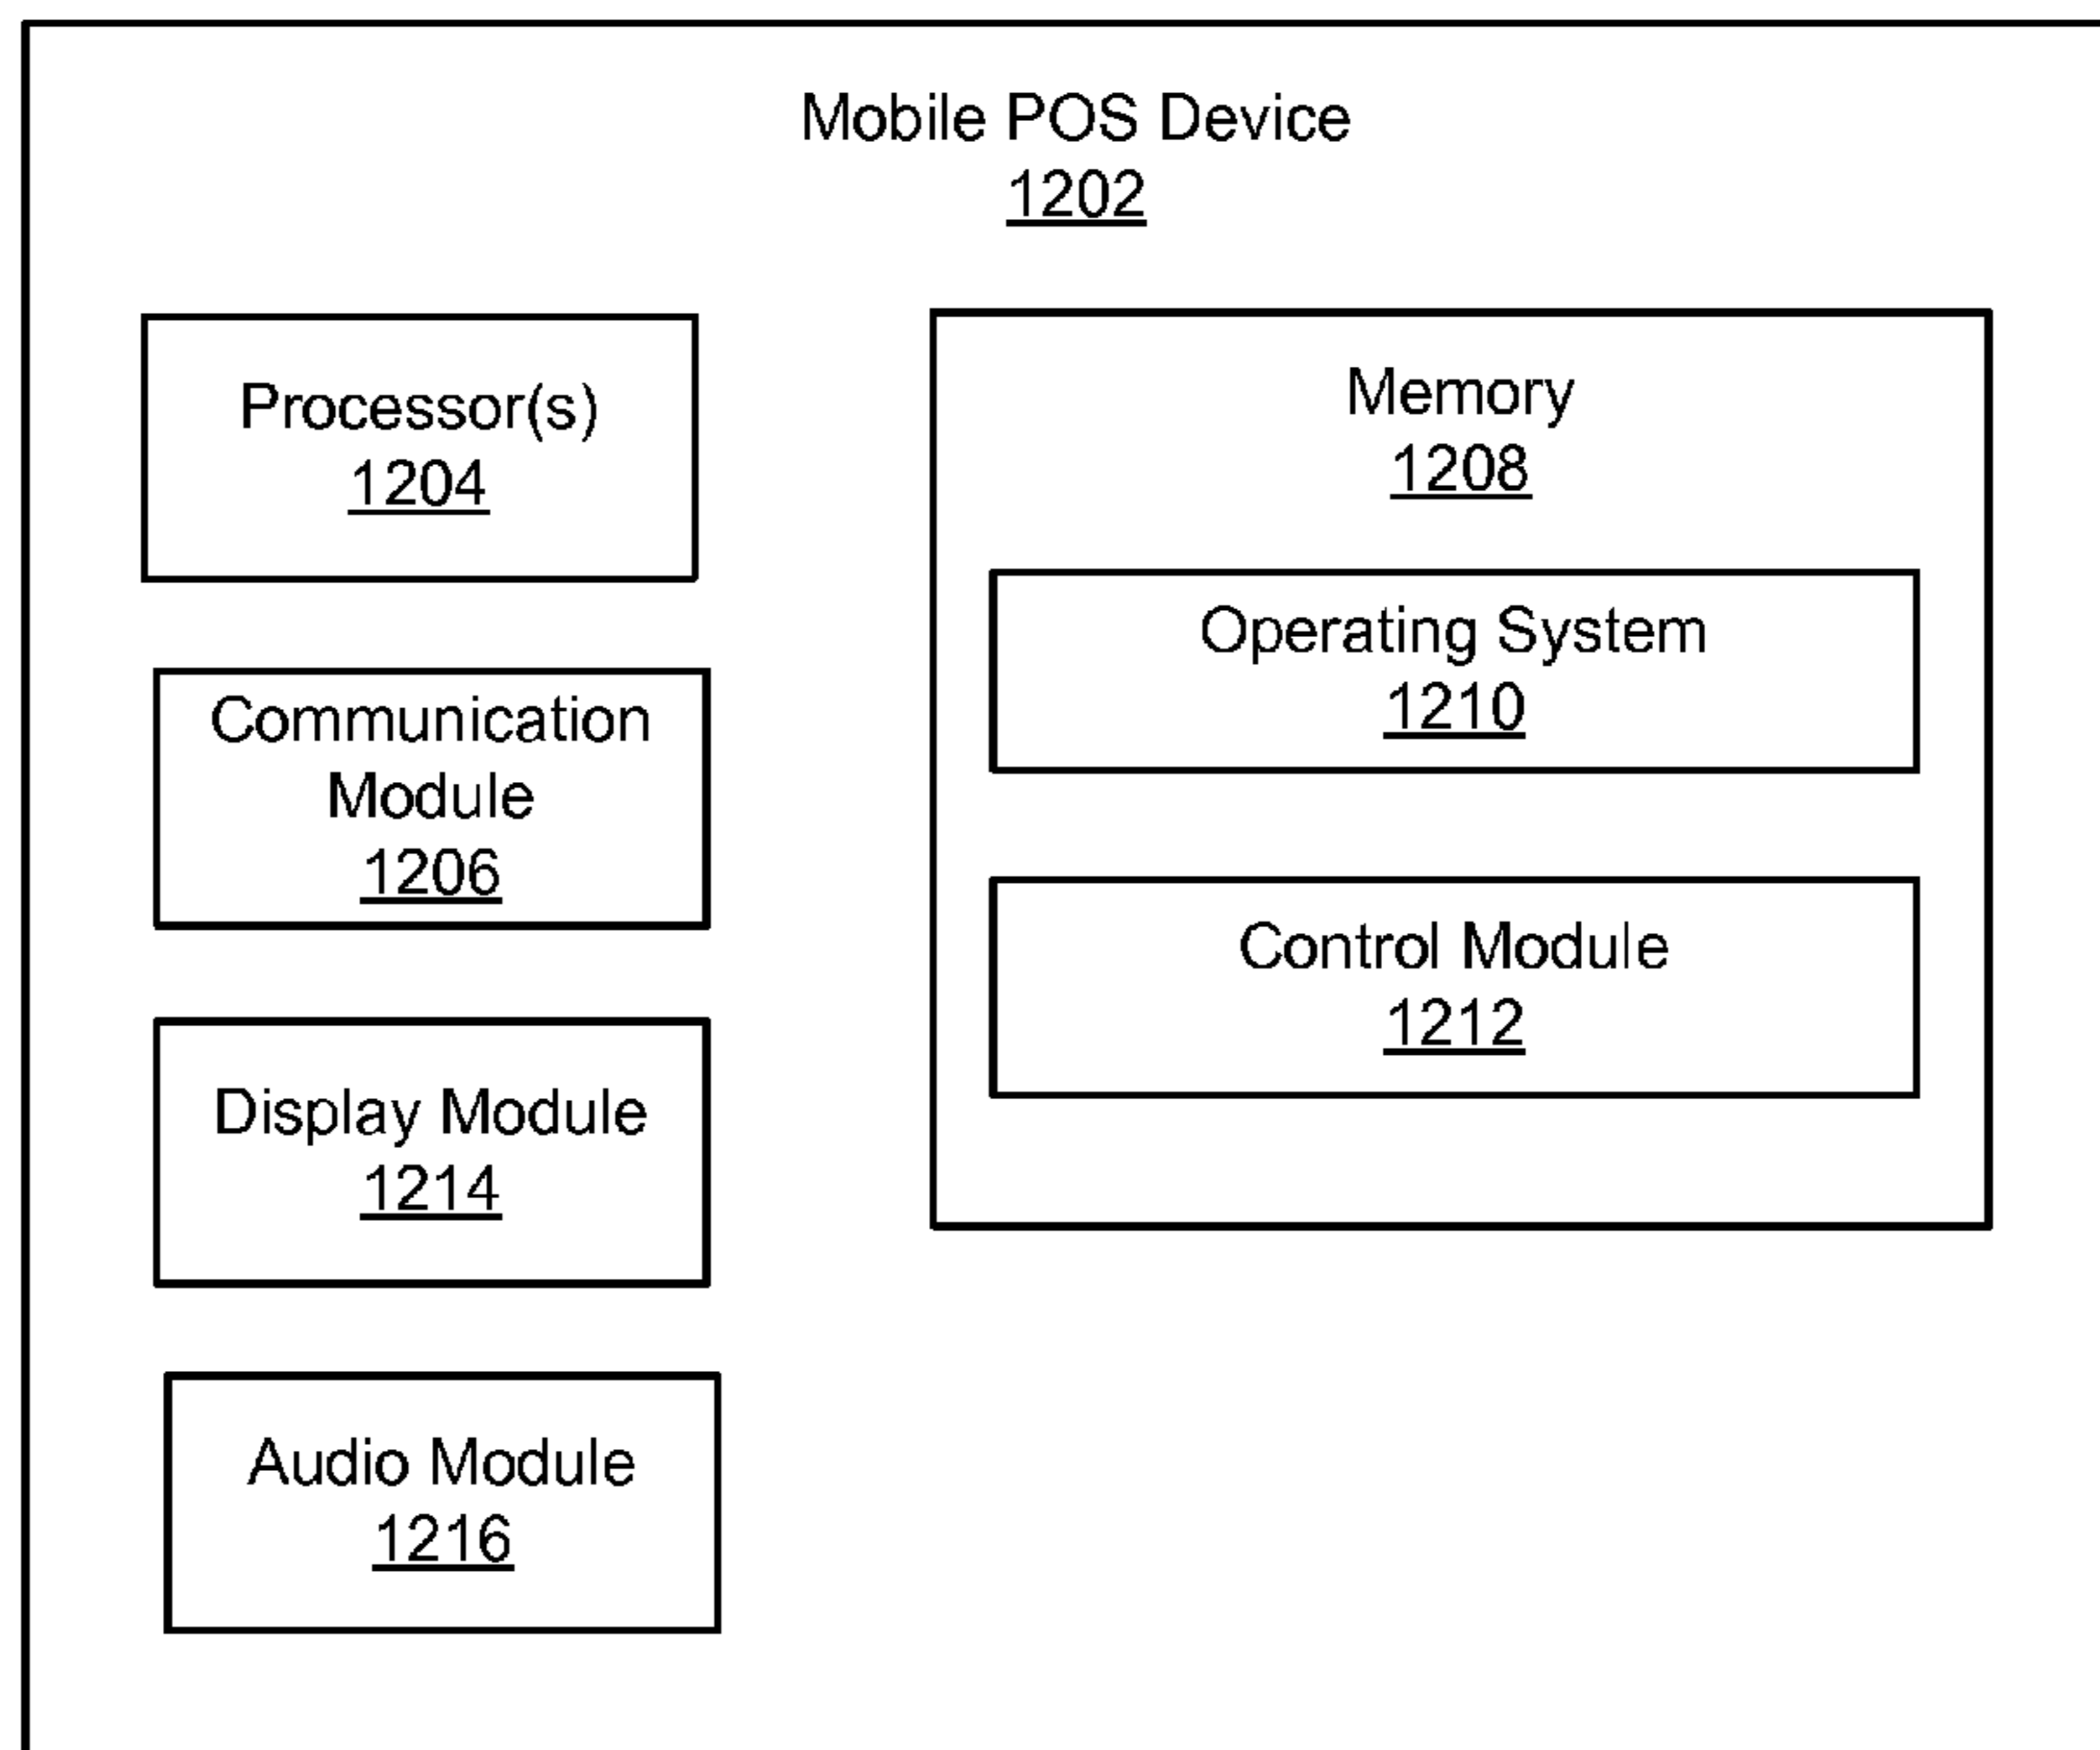 Mobile POS Device
1202
Processor(s)
1204
Communication
Module
1206
Display Module
1214
Audio Module
1216
Memory
1208
Operating System
1210
Control Module
1212